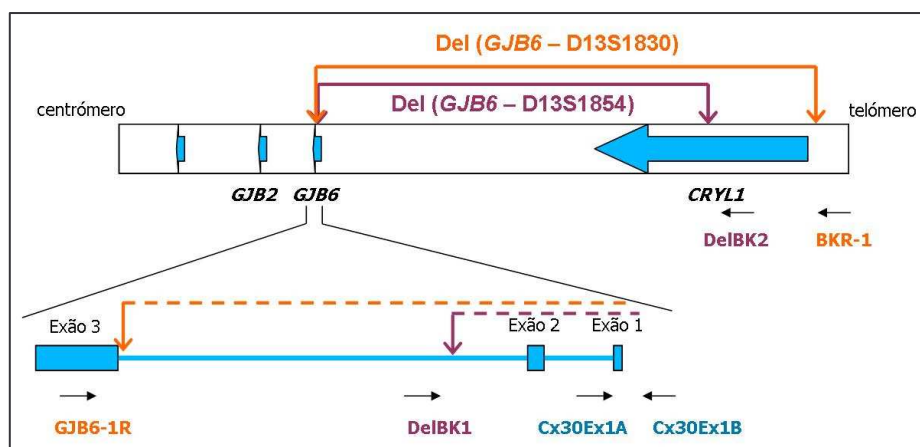 Del (GJB6 – D13S1830)
Del (GJB6 – D13S1854)
centrómero
telómero
GJB2 GJB6 CRYL1
DelBK2 BKR-1
Exão 3 Exão 2 Exão 1
GJB6-1R DelBK1 Cx30Ex1A Cx30Ex1B